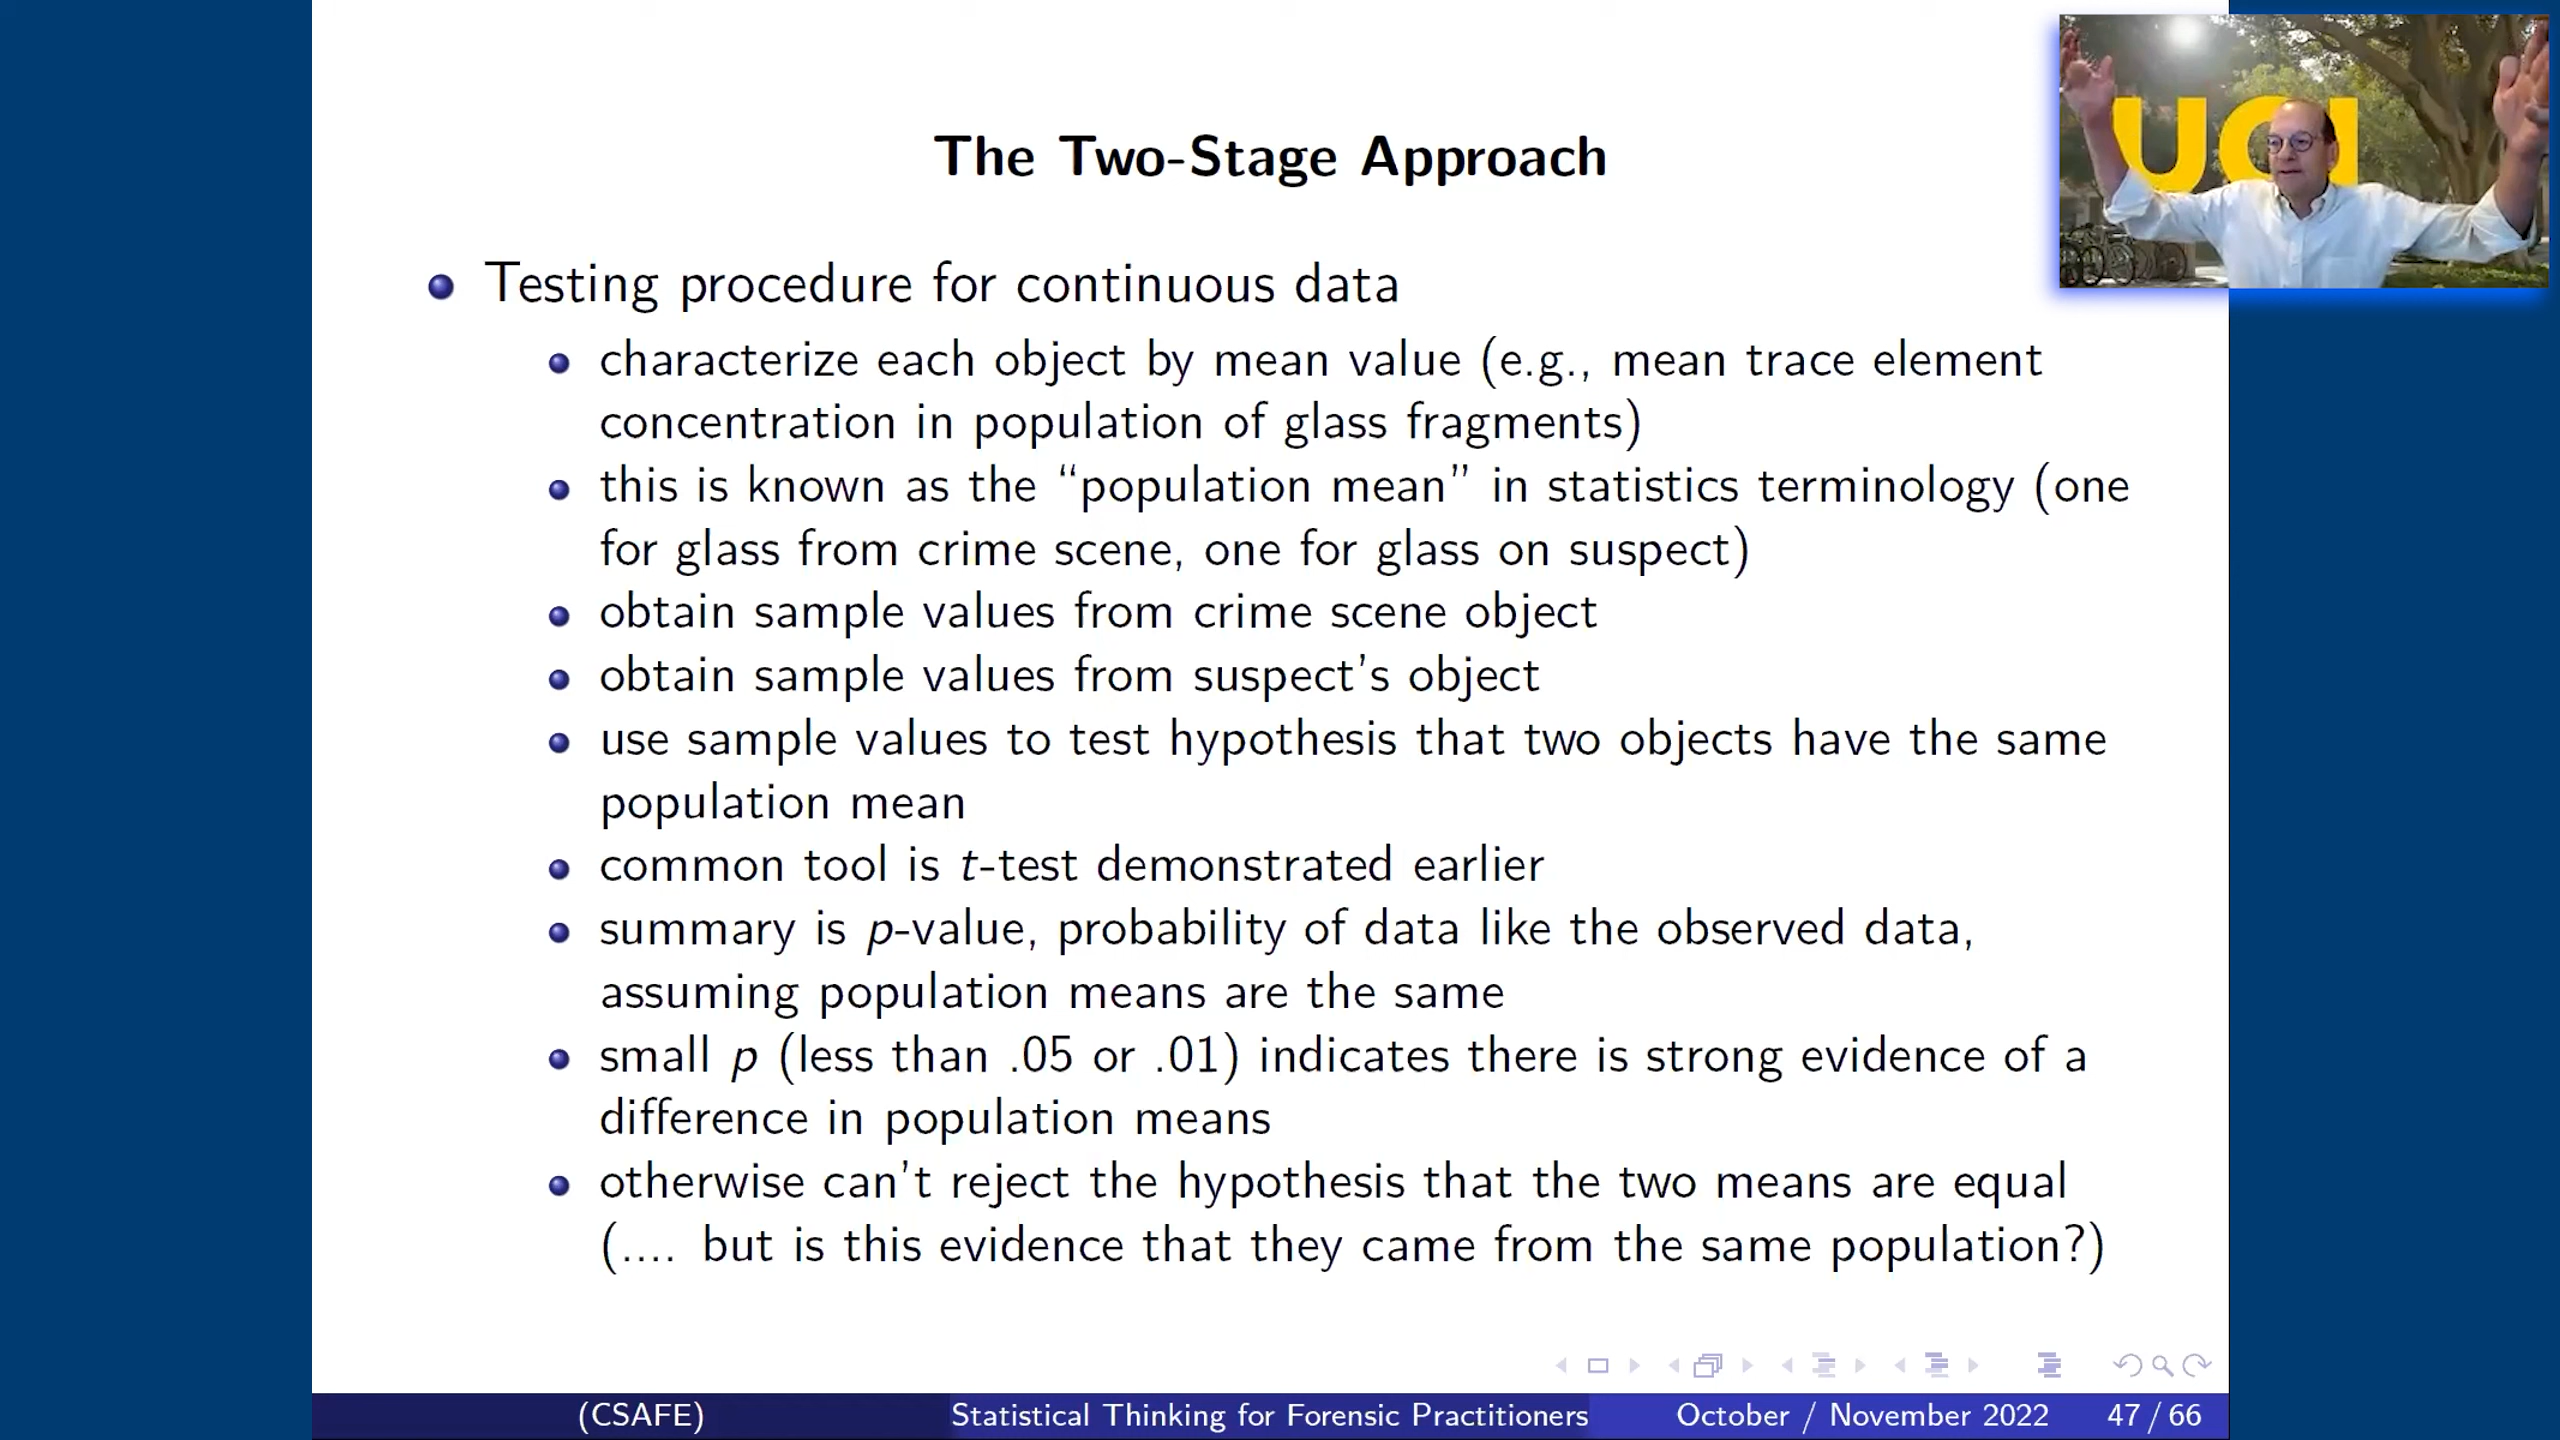 The Two-Stage Approach
UCI
Testing procedure for continuous data
characterize each object by mean value (e.g., mean trace element
concentration in population of glass fragments)
this is known as the “population mean” in statistics terminology (one
for glass from crime scene, one for glass on suspect)
obtain sample values from crime scene object
obtain sample values from suspect’s object
use sample values to test hypothesis that two objects have the same
population mean
common tool is t-test demonstrated earlier
summary is p-value, probability of data like the observed data,
assuming population means are the same
small p (less than .05 or .01) indicates there is strong evidence of a
difference in population means
otherwise can’t reject the hypothesis that the two means are equal
(.... but is this evidence that they came from the same population?)
(CSAFE) Statistical Thinking for Forensic Practitioners October / November 2022 47 / 66